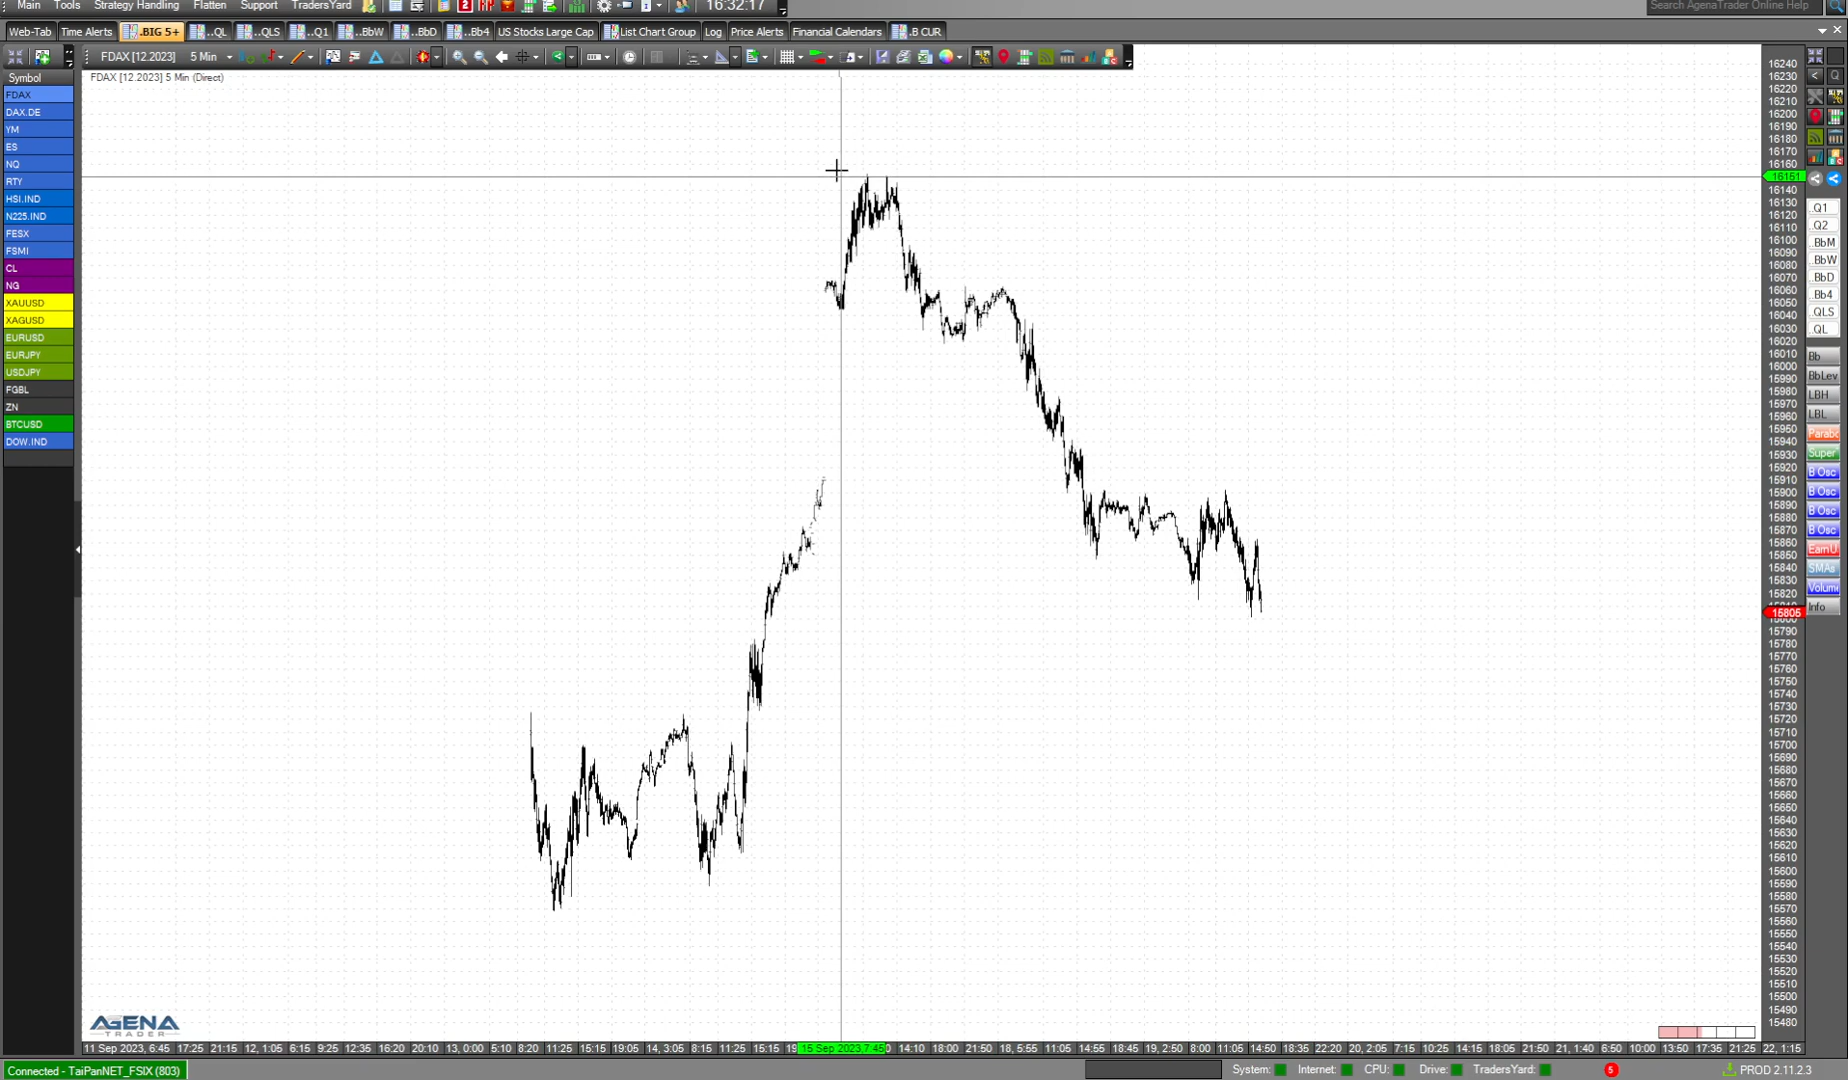 Main Tools Strategy Handling Flatten Support TradersYard 16:32:17 Search AgenaTrader Online Help
Web-Tab Time Alerts .BIG 5+ ..QL ..QLS ..Q1 ..BbW ..BbD ..Bb4 US Stocks Large Cap List Chart Group Log Price Alerts Financial Calendars .B CUR
FDAX [12.2023] 5 Min
Symbol
FDAX [12.2023] 5 Min (Direct)
FDAX
DAX.DE
YM
ES
NQ
RTY
HSI.IND
N225.IND
FESX
FSMI
CL
NG
XAUUSD
XAGUSD
EURUSD
EURJPY
USDJPY
FGBL
ZN
BTCUSD
DOW.IND
16240
16230
16220
16210
16200
16190
16180
16170
16160
16151
16140
16130
16120
16110
16100
16090
16080
16070
16060
16050
16040
16030
16020
16010
16000
15990
15980
15970
15960
15950
15940
15930
15920
15910
15900
15890
15880
15870
15860
15850
15840
15830
15820
15805
15790
15780
15770
15760
15750
15740
15730
15720
15710
15700
15690
15680
15670
15660
15650
15640
15630
15620
15610
15600
15590
15580
15570
15560
15550
15540
15530
15520
15510
15500
15490
15480
..Q1
..Q2
..BbM
..BbW
..BbD
..Bb4
..QLS
..QL
Bb
BbLev
LBH
LBL
Parabo
Super
B Osc
B Osc
B Osc
B Osc
EarnU
SMAs
Volum
Info
AGENA
TRADER
11 Sep 2023, 6:45 17:25 21:15 12, 1:05 6:15 9:25 12:35 16:20 20:10 13, 0:00 5:10 8:20 11:25 15:15 19:05 14, 3:05 8:15 11:25 15:15 15 Sep 2023, 7:45 14:10 18:00 21:50 18, 5:55 11:05 14:55 18:45 19, 2:50 8:00 11:05 14:50 18:35 22:20 20, 2:05 7:15 10:25 14:15 18:05 21:50 21, 1:40 6:50 10:00 13:50 17:35 21:25 22, 1:15
Connected - TaiPanNET_FSIX (803) System: Internet: CPU: Drive: TradersYard: 5 PROD 2.11.2.3